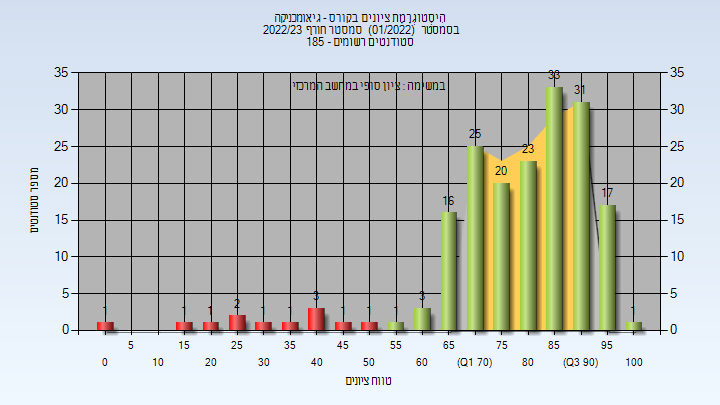 היסטוגרמת ציונים בקורס - גיאומכניקה
בסמסטר (01/2022) סמסטר חורף 2022/23
סטודנטים רשומים - 185
במשימה : ציון סופי במחשב המרכזי
מספר סטודנטים
35 35
30 30
25 25
20 20
15 15
10 10
5 5
0 0
1 1 1 2 1 1 3 1 1 1 3 16 25 20 23 33 31 17 1
5 15 25 35 45 55 65 75 85 95
0 10 20 30 40 50 60 (Q1 70) 80 (Q3 90) 100
טווח ציונים